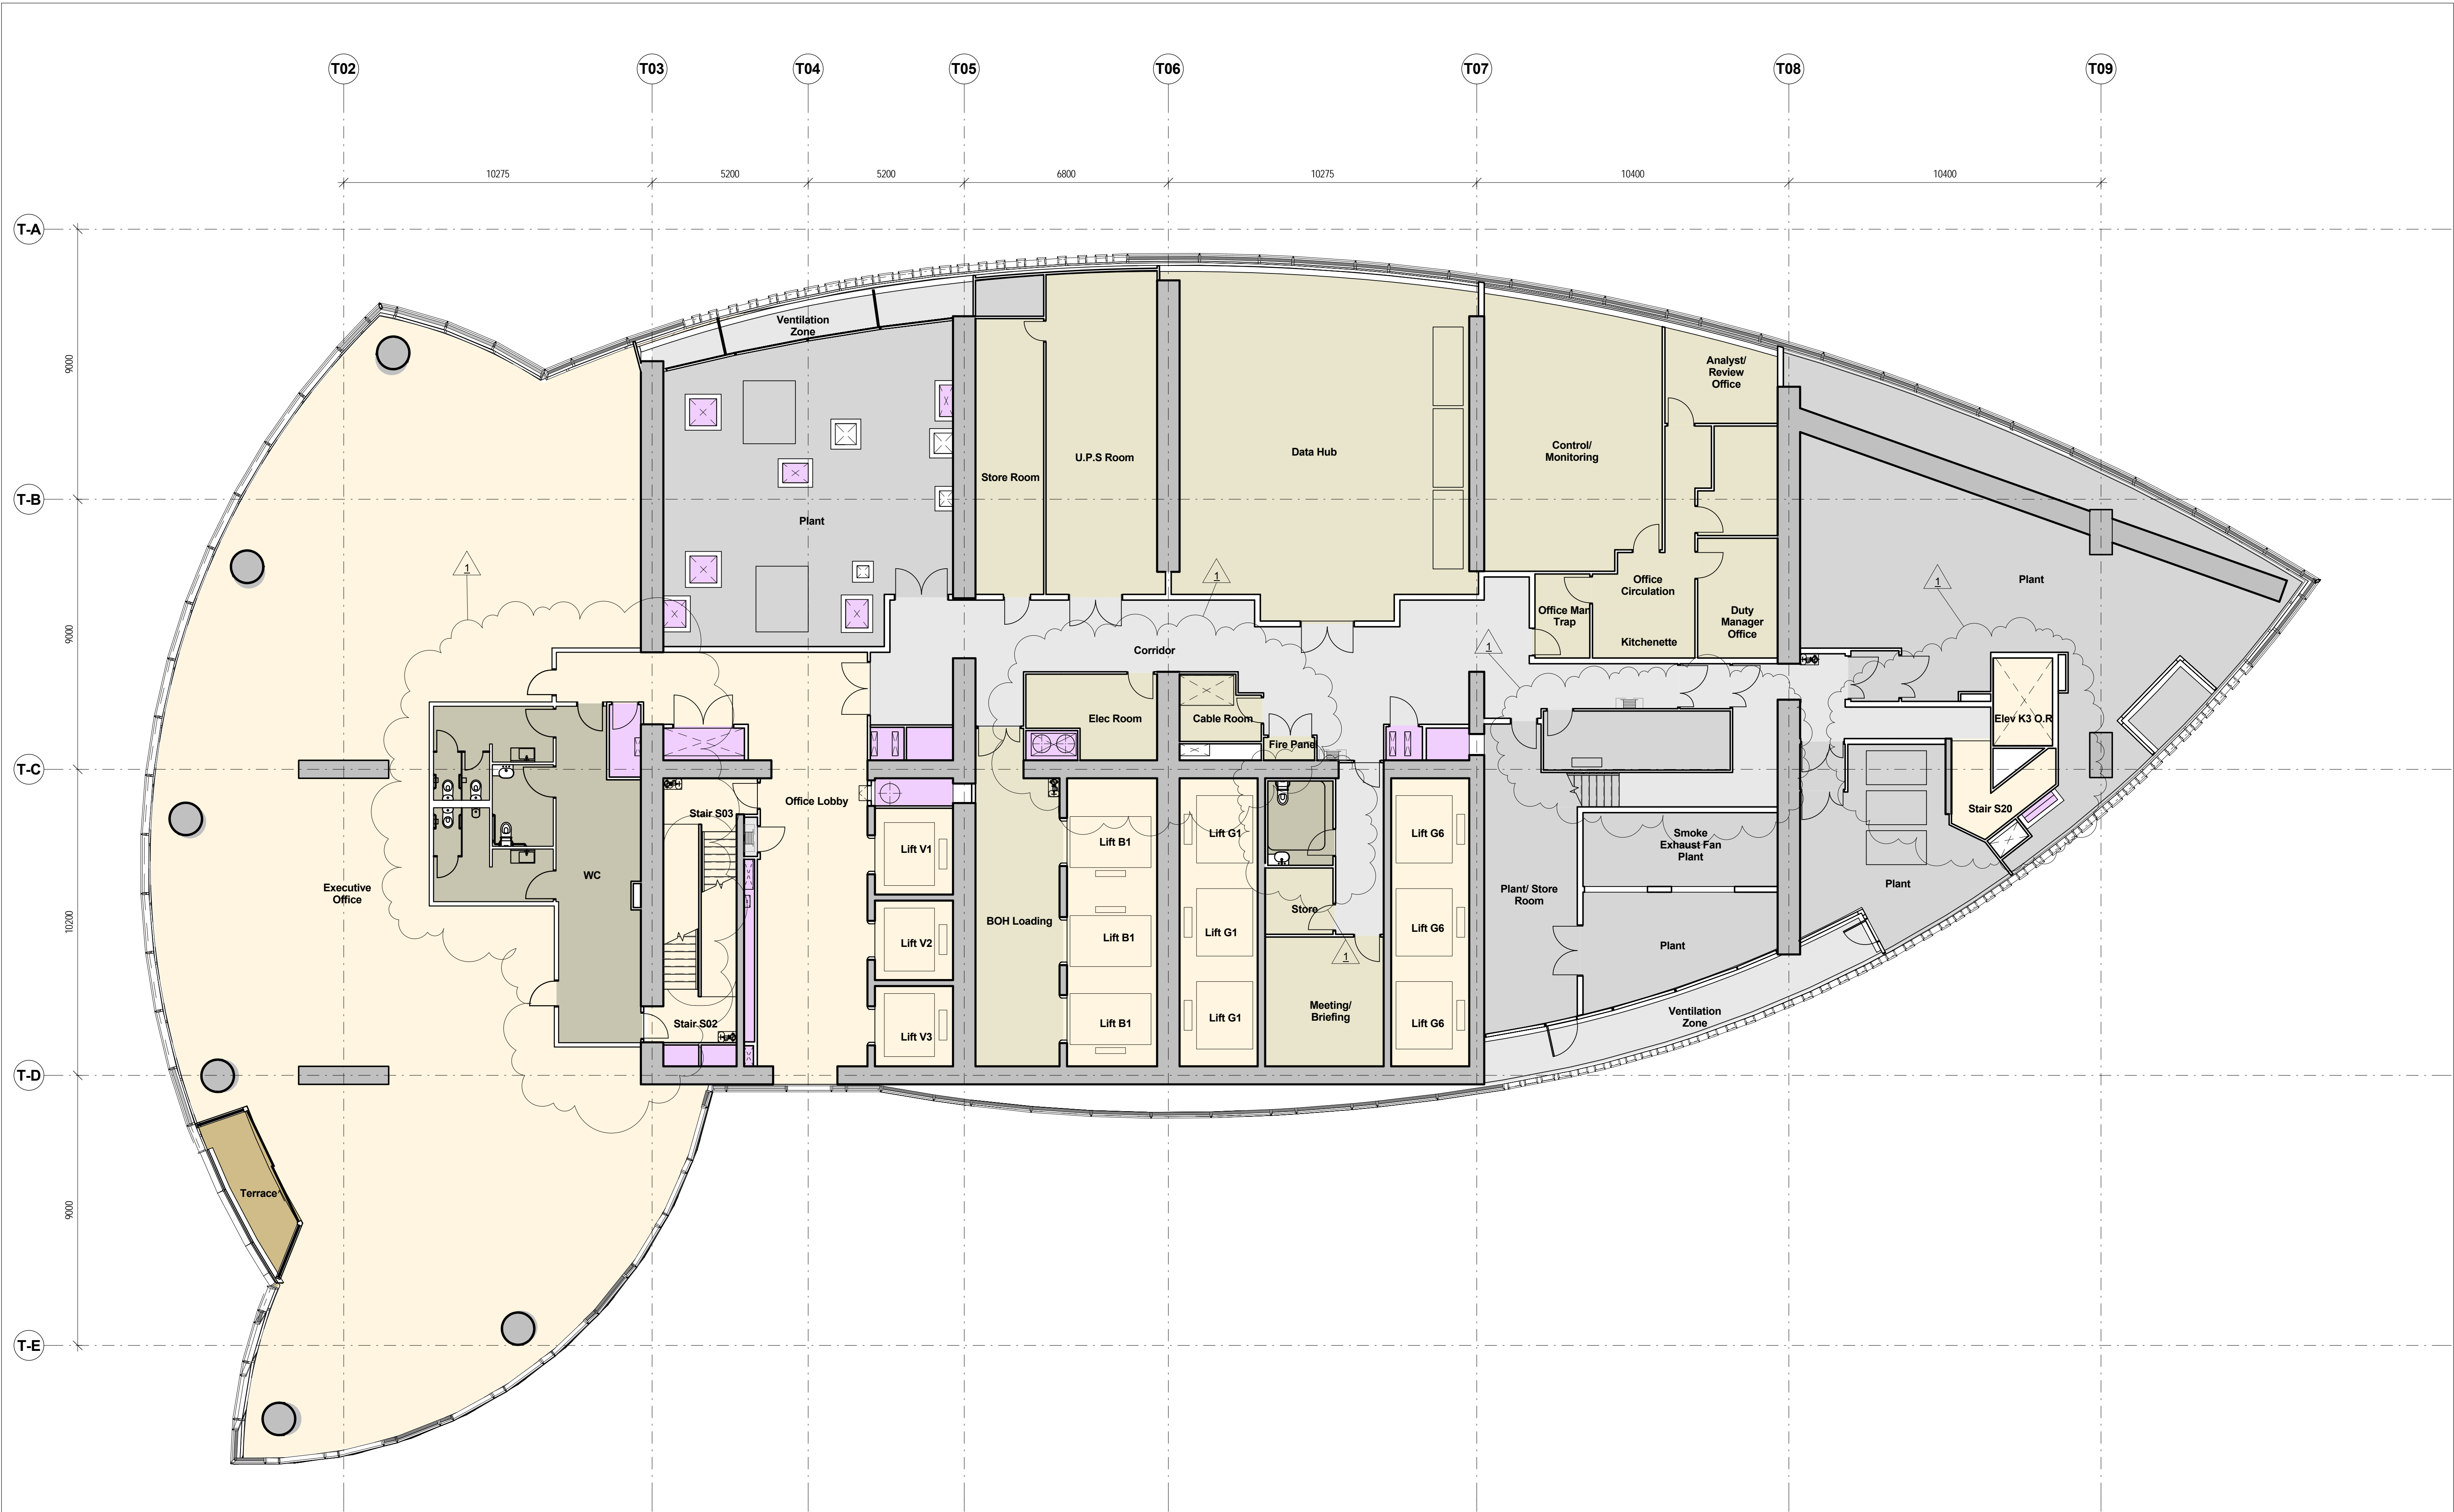 T02
T03
T04
T05
T06
T07
T08
T09
10275
5200
5200
6800
10275
10400
10400
T-A
T-B
T-C
T-D
T-E
9000
9000
10200
9000
Ventilation
Zone
Analyst/
Review
Office
Control/
Monitoring
Data Hub
U.P.S Room
Store Room
Plant
Plant
Office
Circulation
Office Man
Trap
Duty
Manager
Office
Kitchenette
1
1
1
1
1
Corridor
Elec Room
Cable Room
Fire Pane
Elev K3 O.R
Office Lobby
Stair S03
Stair S20
Lift V1
Lift B1
Lift G1
Lift G6
Smoke
Exhaust Fan
Plant
WC
Executive
Office
Plant/ Store
Room
Plant
Store
BOH Loading
Lift V2
Lift B1
Lift G1
Lift G6
Plant
Meeting/
Briefing
Stair S02
Lift V3
Lift B1
Lift G1
Lift G6
Ventilation
Zone
Terrace